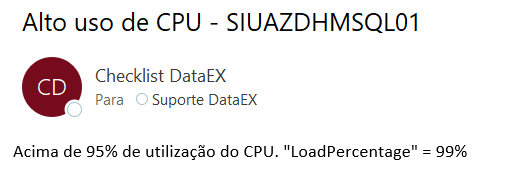 Alto uso de CPU - SIUAZDHMSQL01
CD
Checklist DataEX
Para Suporte DataEX
Acima de 95% de utilização do CPU. "LoadPercentage" = 99%